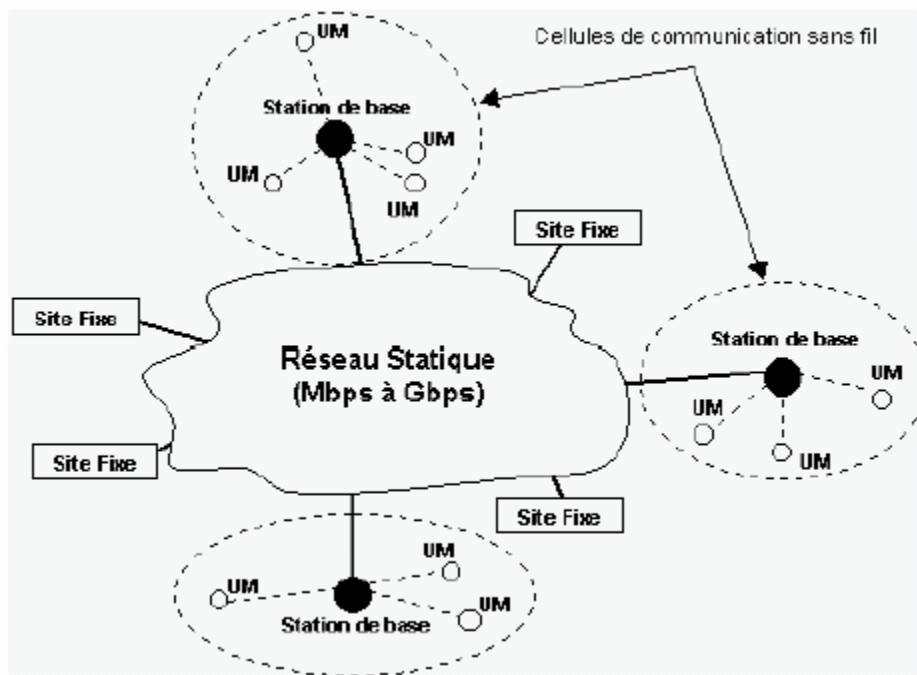 UM
Cellules de communication sans fil
Station de base
UM
UM
UM
Site Fixe
Site Fixe
Station de base
Réseau Statique
(Mbps à Gbps)
UM
UM
UM
Site Fixe
Site Fixe
UM
UM
UM
Station de base